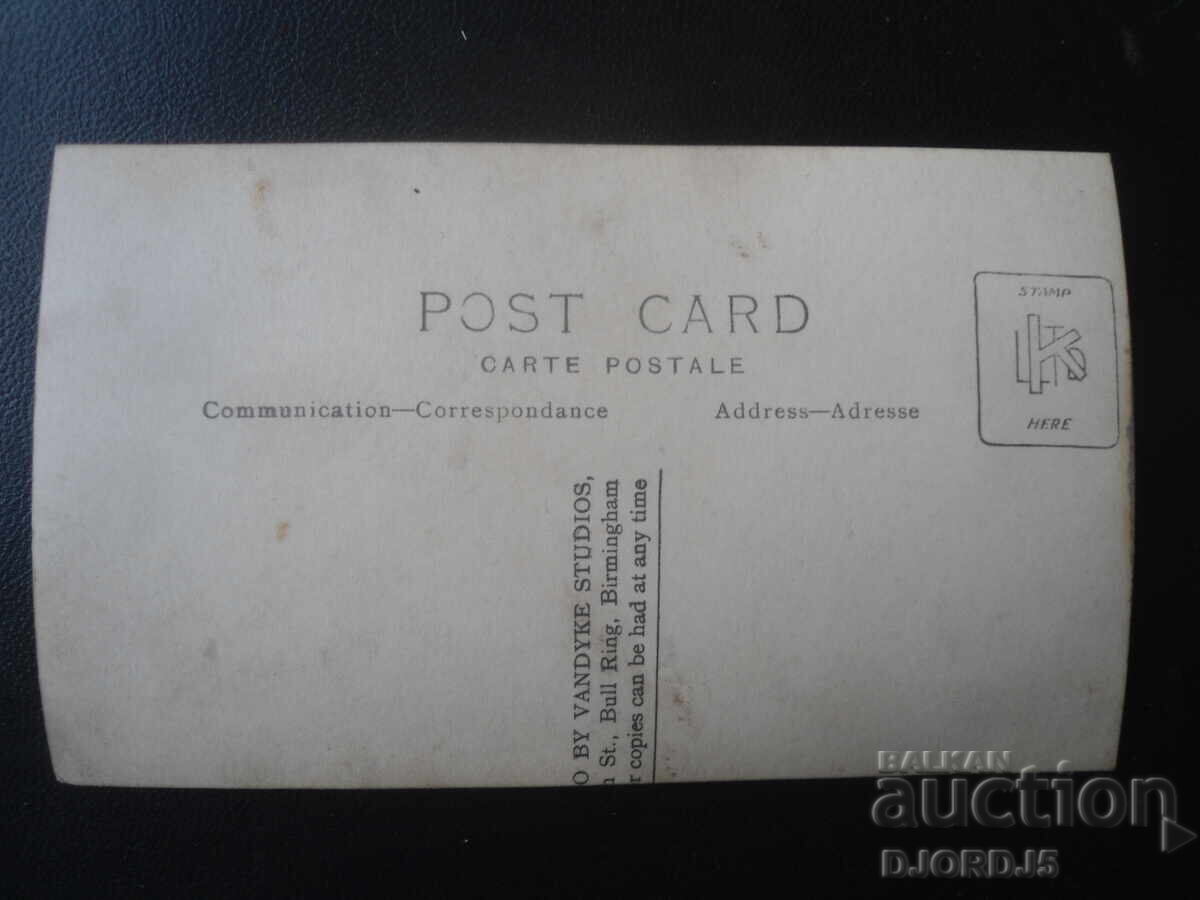 POST CARD
CARTE POSTALE
Communication—Correspondance
Address—Adresse
STAMP
HERE
O BY VANDYKE STUDIOS,
St., Bull Ring, Birmingham
r copies can be had at any time
BALKAN
auction
DJORDJ5